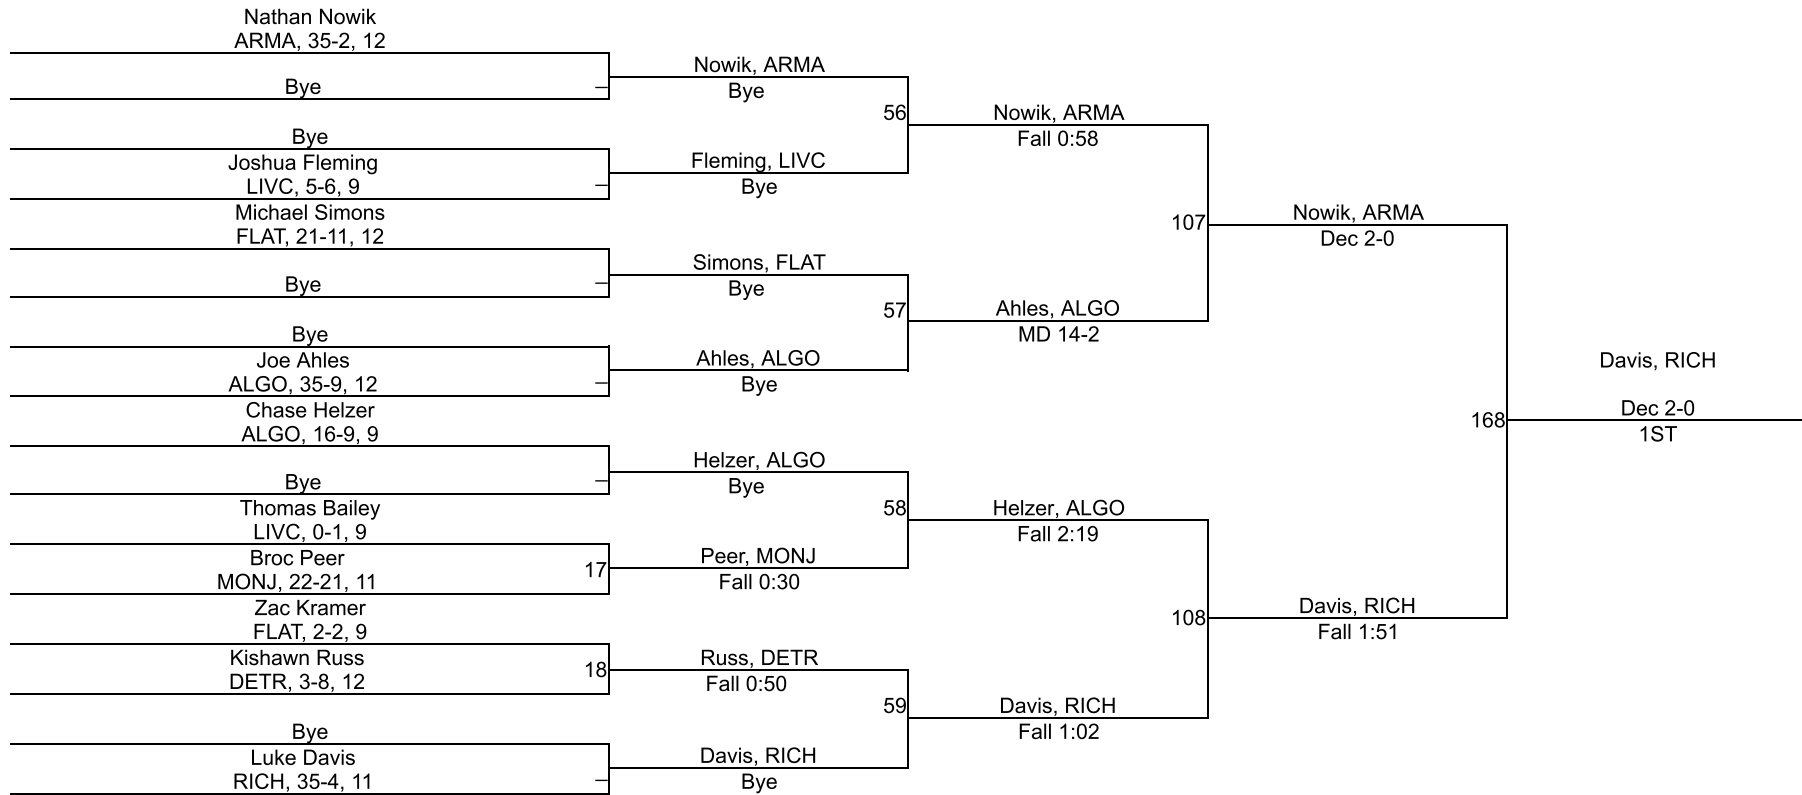 Nathan Nowik
ARMA, 35-2, 12
Bye
–
Bye
Joshua Fleming
LIVC, 5-6, 9
–
Michael Simons
FLAT, 21-11, 12
Bye
–
Bye
Joe Ahles
ALGO, 35-9, 12
–
Chase Helzer
ALGO, 16-9, 9
Bye
–
Thomas Bailey
LIVC, 0-1, 9
Broc Peer
17
MONJ, 22-21, 11
Zac Kramer
FLAT, 2-2, 9
Kishawn Russ
18
DETR, 3-8, 12
Bye
Luke Davis
RICH, 35-4, 11
–
Nowik, ARMA
Bye
56
Fleming, LIVC
Bye
Simons, FLAT
Bye
57
Ahles, ALGO
Bye
Helzer, ALGO
Bye
58
Peer, MONJ
Fall 0:30
Russ, DETR
Fall 0:50
59
Davis, RICH
Bye
Nowik, ARMA
Fall 0:58
107
Ahles, ALGO
MD 14-2
Helzer, ALGO
Fall 2:19
108
Davis, RICH
Fall 1:02
Nowik, ARMA
Dec 2-0
168
Davis, RICH
Fall 1:51
Davis, RICH
Dec 2-0
1ST